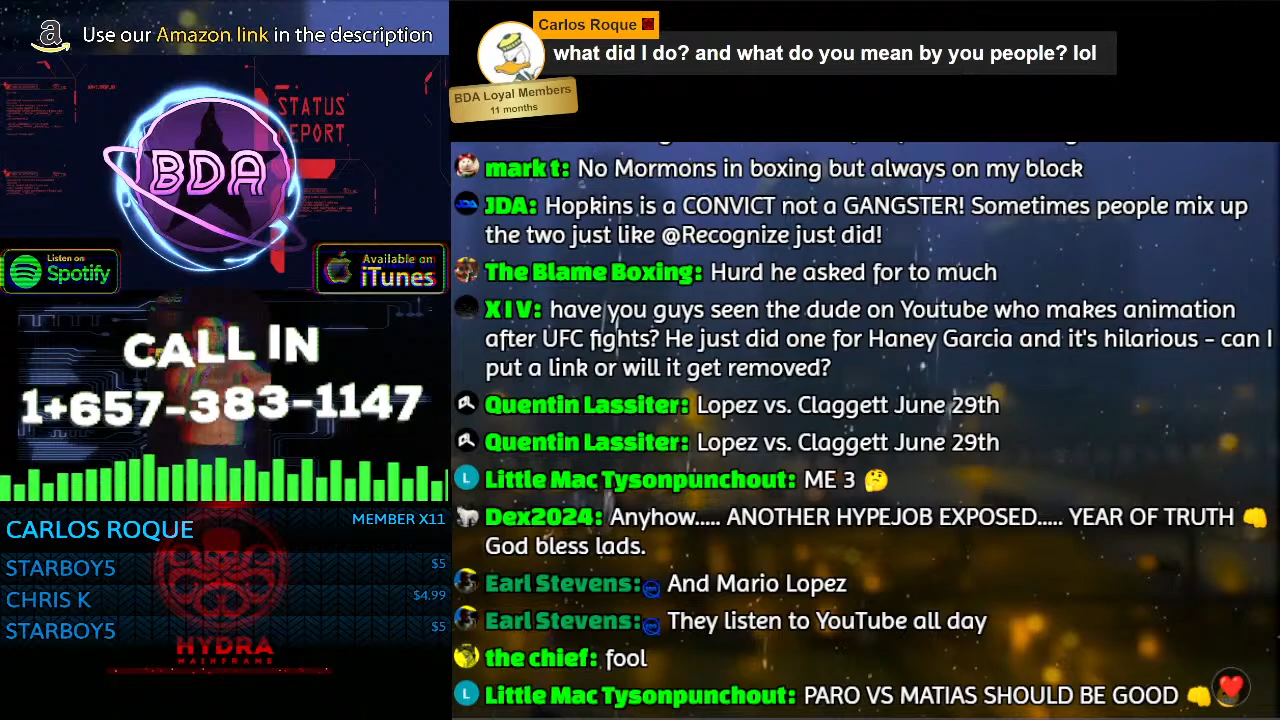 Use our Amazon link in the description
STATUS
REPORT
BDA
Listen on
Spotify
Available on
iTunes
CALL IN
1+657-383-1147
CARLOS ROQUE MEMBER X11
STARBOY5 $5
CHRIS K $4,99
STARBOY5 $5
HYDRA
MAINFRAME
Carlos Roque
what did I do? and what do you mean by you people? lol
BDA Loyal Members
11 months
mark t: No Mormons in boxing but always on my block
JDA: Hopkins is a CONVICT not a GANGSTER! Sometimes people mix up
the two just like @Recognize just did!
The Blame Boxing: Hurd he asked for to much
X I V: have you guys seen the dude on Youtube who makes animation
after UFC fights? He just did one for Haney Garcia and it's hilarious - can I
put a link or will it get removed?
Quentin Lassiter: Lopez vs. Claggett June 29th
Quentin Lassiter: Lopez vs. Claggett June 29th
L Little Mac Tysonpunchout: ME 3 🤔
Dex2024: Anyhow..... ANOTHER HYPEJOB EXPOSED..... YEAR OF TRUTH 👊
God bless lads.
Earl Stevens: And Mario Lopez
Earl Stevens: They listen to YouTube all day
the chief: fool
L Little Mac Tysonpunchout: PARO VS MATIAS SHOULD BE GOOD 👊